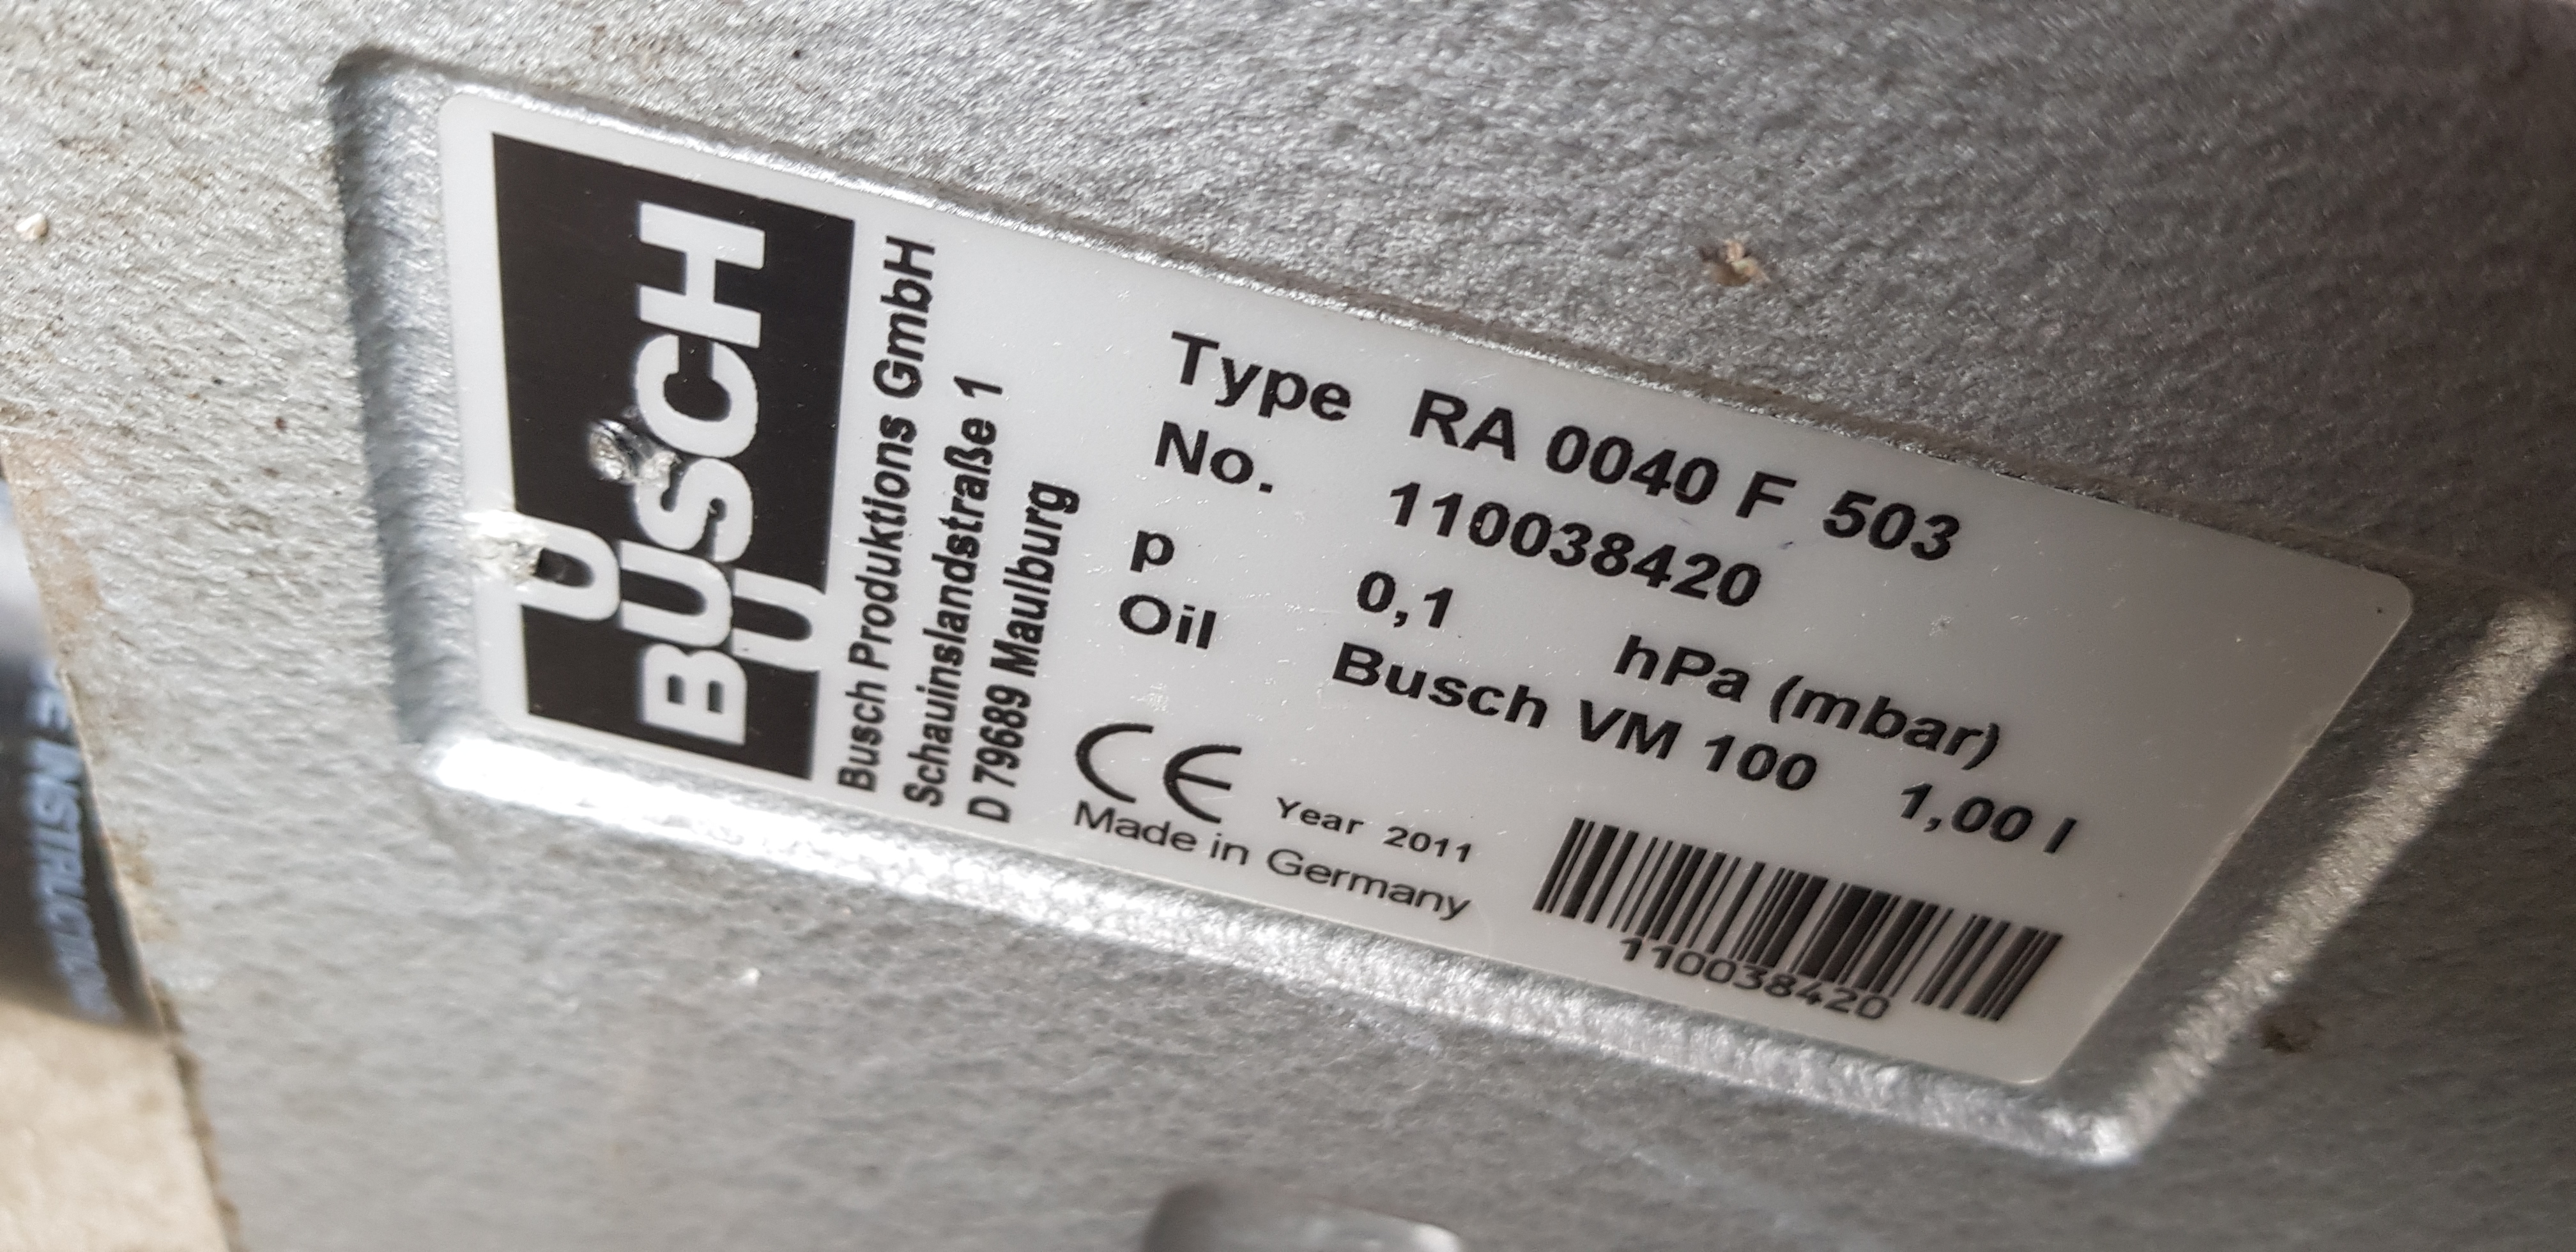 BUSCH
Busch Produktions GmbH
Schauinslandstraße 1
D 79689 Maulburg
Type RA 0040 F 503
No. 110038420
p 0,1 hPa (mbar)
Oil Busch VM 100 1,00 l
CE Year 2011
Made in Germany
110038420